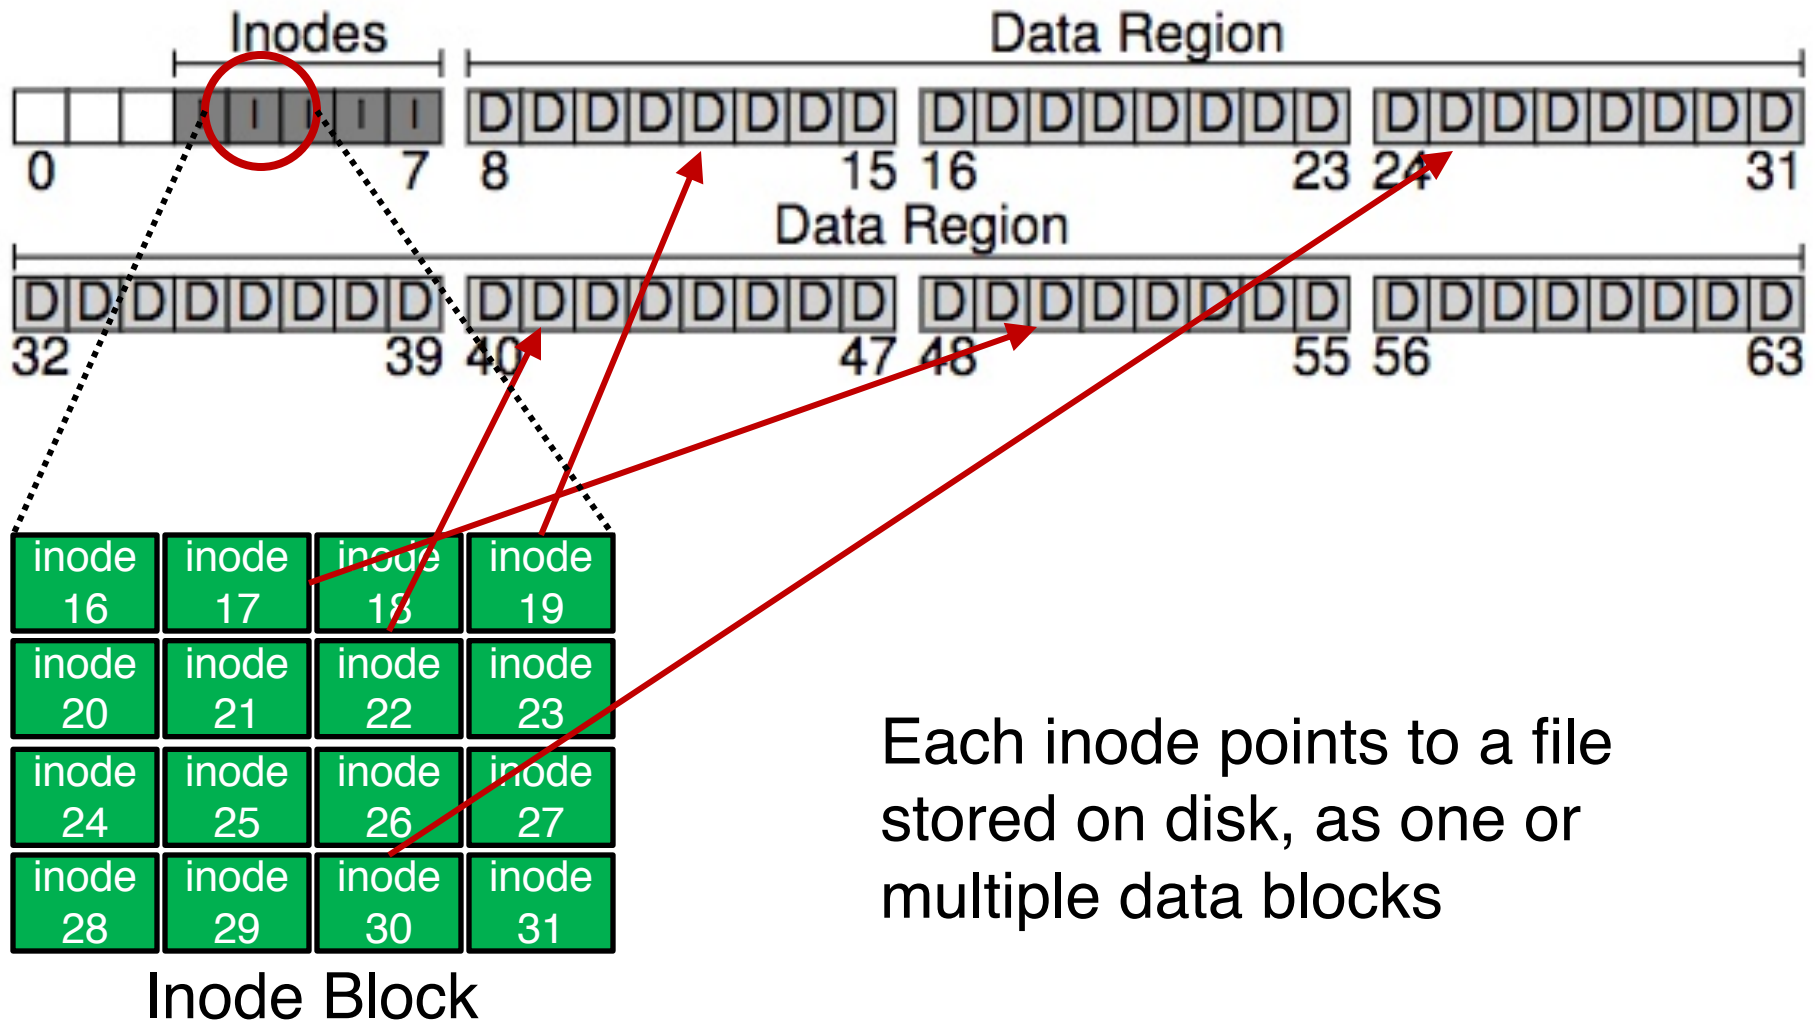 Inodes Data Region
I I I I I D D D D D D D D D D D D D D D D D D D D D D D D
0 7 8 15 16 23 24 31
Data Region
D D D D D D D D D D D D D D D D D D D D D D D D D D D D D D D D
32 39 40 47 48 55 56 63
inode inode inode inode
16 17 18 19
inode inode inode inode
20 21 22 23
inode inode inode inode
24 25 26 27
inode inode inode inode
28 29 30 31
Inode Block
Each inode points to a file
stored on disk, as one or
multiple data blocks